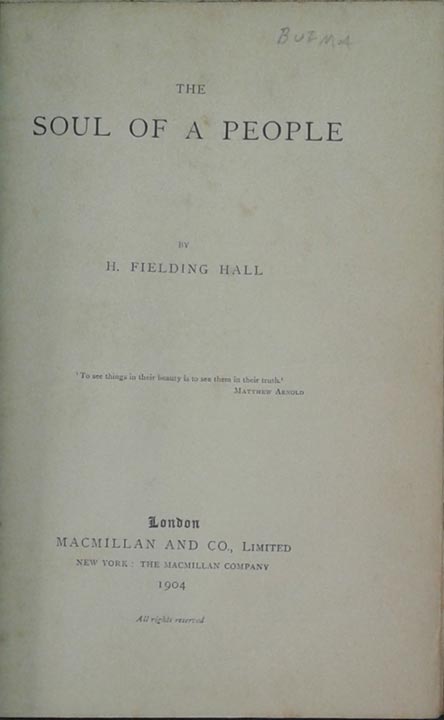 BURMA
THE
SOUL OF A PEOPLE
BY
H. FIELDING HALL
'To see things in their beauty is to see them in their truth.'
MATTHEW ARNOLD
London
MACMILLAN AND CO., LIMITED
NEW YORK: THE MACMILLAN COMPANY
1904
All rights reserved